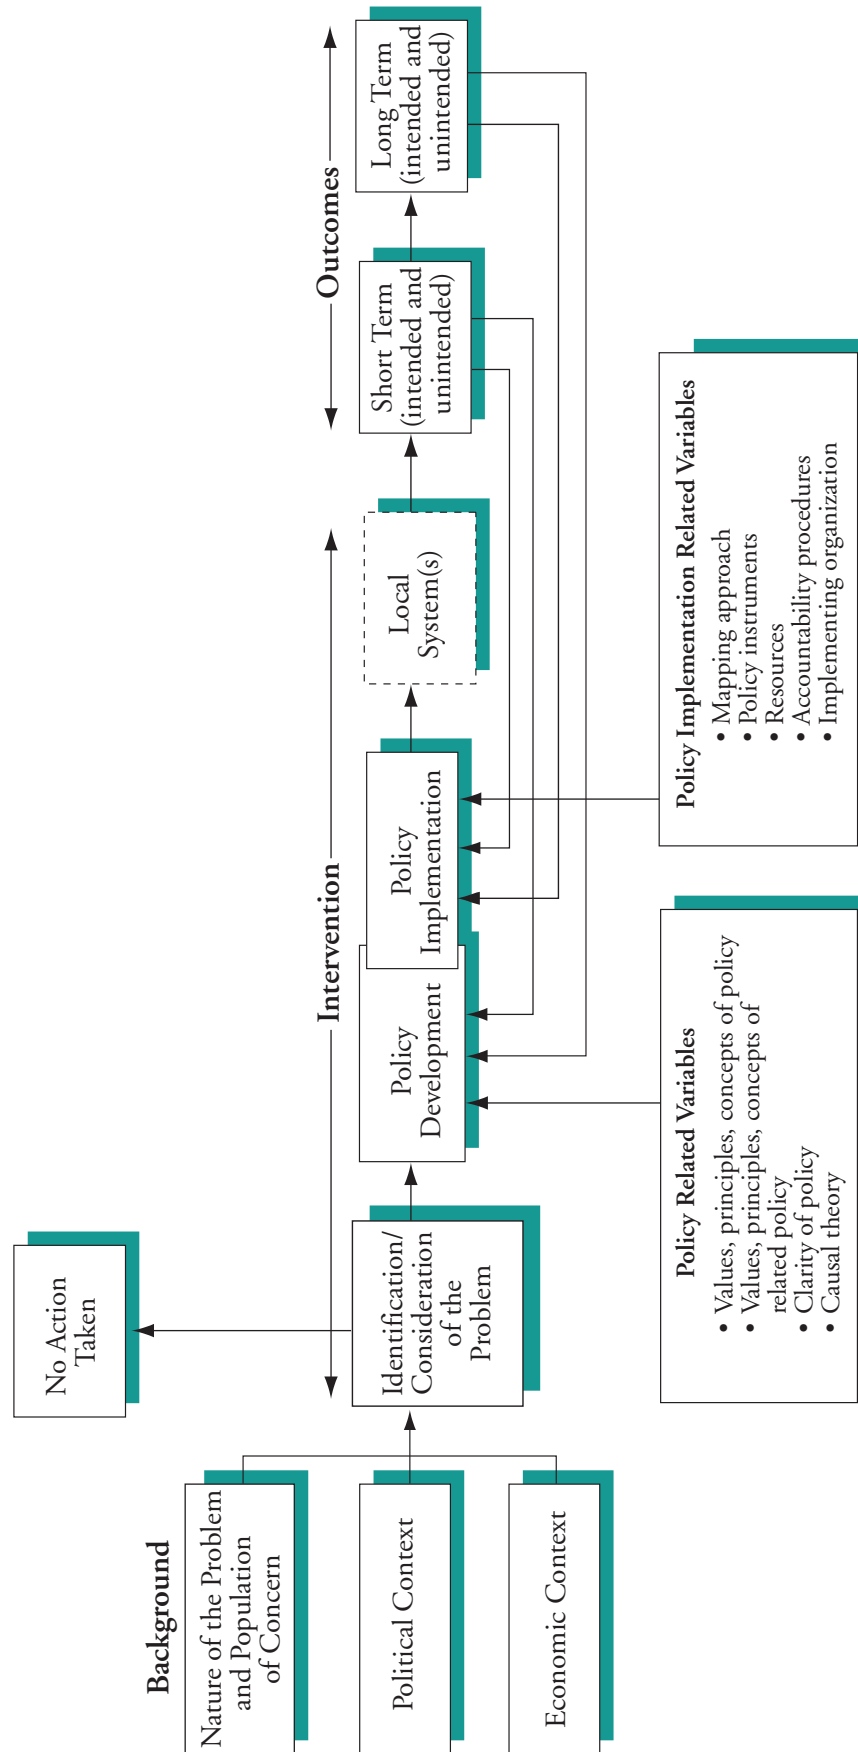 Background
Nature of the Problem
and Population
of Concern
Political Context
Economic Context
No Action
Taken
Intervention
Identification/
Consideration
of the
Problem
Policy
Development
Policy
Implementation
Local
System(s)
Outcomes
Short Term
(intended and
unintended)
Long Term
(intended and
unintended)
Policy Related Variables
• Values, principles, concepts of policy
• Values, principles, concepts of
related policy
• Clarity of policy
• Causal theory
Policy Implementation Related Variables
• Mapping approach
• Policy instruments
• Resources
• Accountability procedures
• Implementing organization